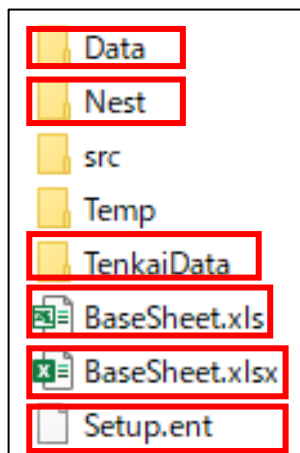 Data
Nest
src
Temp
TenkaiData
BaseSheet.xls
BaseSheet.xlsx
Setup.ent